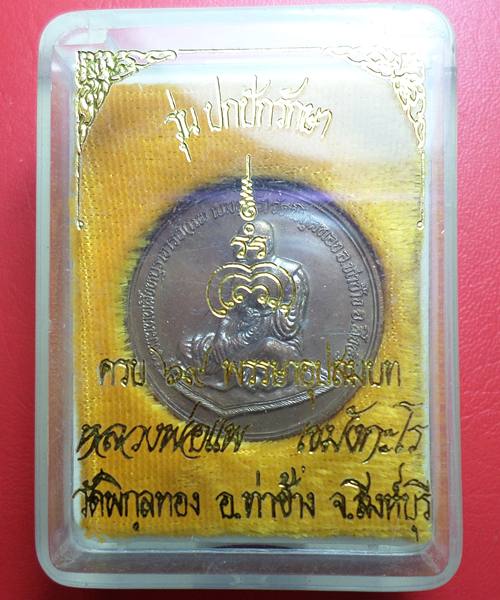 รุ่น ปกปักรักษา
ครบ ๖๙ พรรษาอุปสมบท
หลวงพ่อแพ เขมังกะโร
วัดพิกุลทอง อ.ท่าช้าง จ.สิงห์บุรี